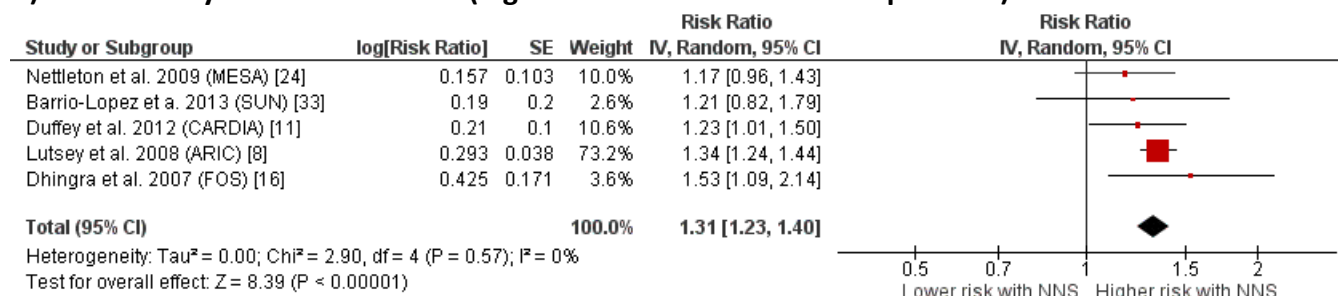 Risk Ratio Risk Ratio
Study or Subgroup log[Risk Ratio] SE Weight IV, Random, 95% CI IV, Random, 95% CI
Nettleton et al. 2009 (MESA) [24] 0.157 0.103 10.0% 1.17 [0.96, 1.43]
Barrio-Lopez et a. 2013 (SUN) [33] 0.19 0.2 2.6% 1.21 [0.82, 1.79]
Duffey et al. 2012 (CARDIA) [11] 0.21 0.1 10.6% 1.23 [1.01, 1.50]
Lutsey et al. 2008 (ARIC) [8] 0.293 0.038 73.2% 1.34 [1.24, 1.44]
Dhingra et al. 2007 (FOS) [16] 0.425 0.171 3.6% 1.53 [1.09, 2.14]
Total (95% CI) 100.0% 1.31 [1.23, 1.40]
Heterogeneity: Tau² = 0.00; Chi² = 2.90, df = 4 (P = 0.57); I² = 0%
Test for overall effect: Z = 8.39 (P < 0.00001)
0.5 0.7 1 1.5 2
Lower risk with NNS Higher risk with NNS